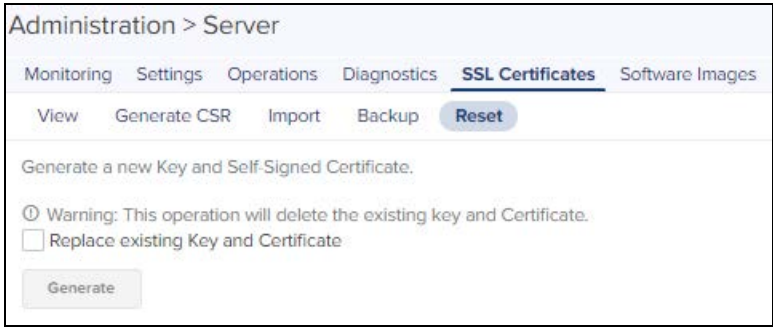 Administration > Server
Monitoring Settings Operations Diagnostics SSL Certificates Software Images
View Generate CSR Import Backup Reset
Generate a new Key and Self-Signed Certificate.
Warning: This operation will delete the existing key and Certificate.
Replace existing Key and Certificate
Generate